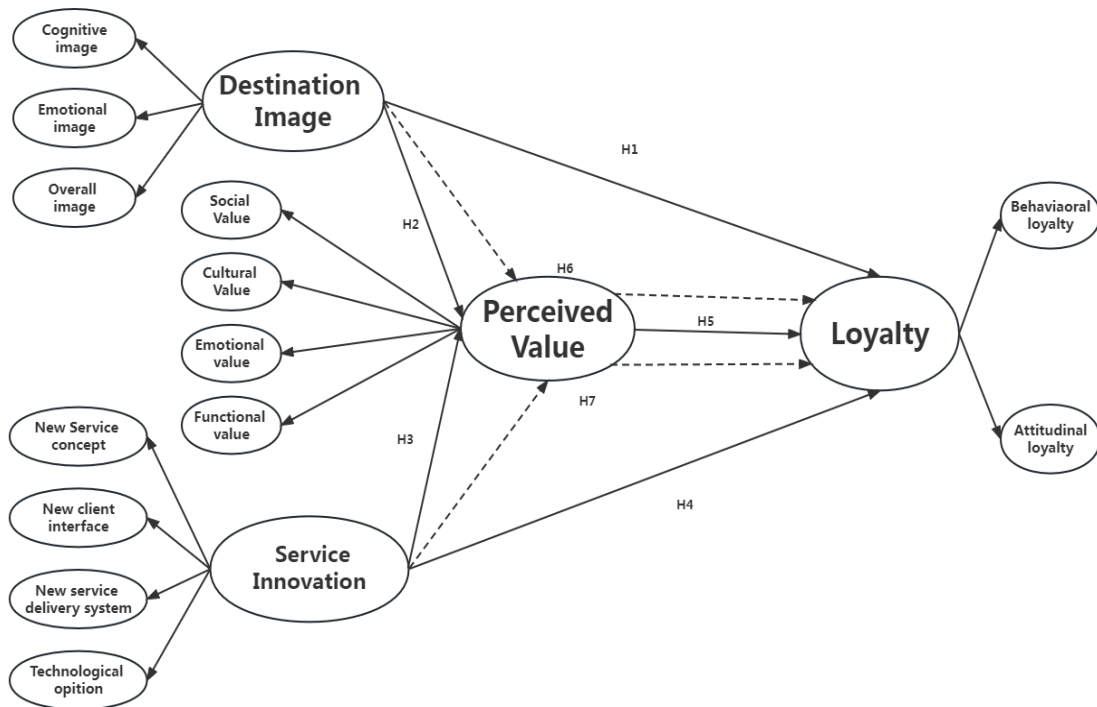 Cognitive
image
Destination
Image
Emotional
image
H1
Overall
image
Social
Value
H2
Behaviaoral
loyalty
Cultural
Value
H6
Perceived
Value
H5
Loyalty
Emotional
value
H7
Functional
value
New Service
concept
H3
Attitudinal
loyalty
New client
interface
H4
Service
Innovation
New service
delivery system
Technological
opition